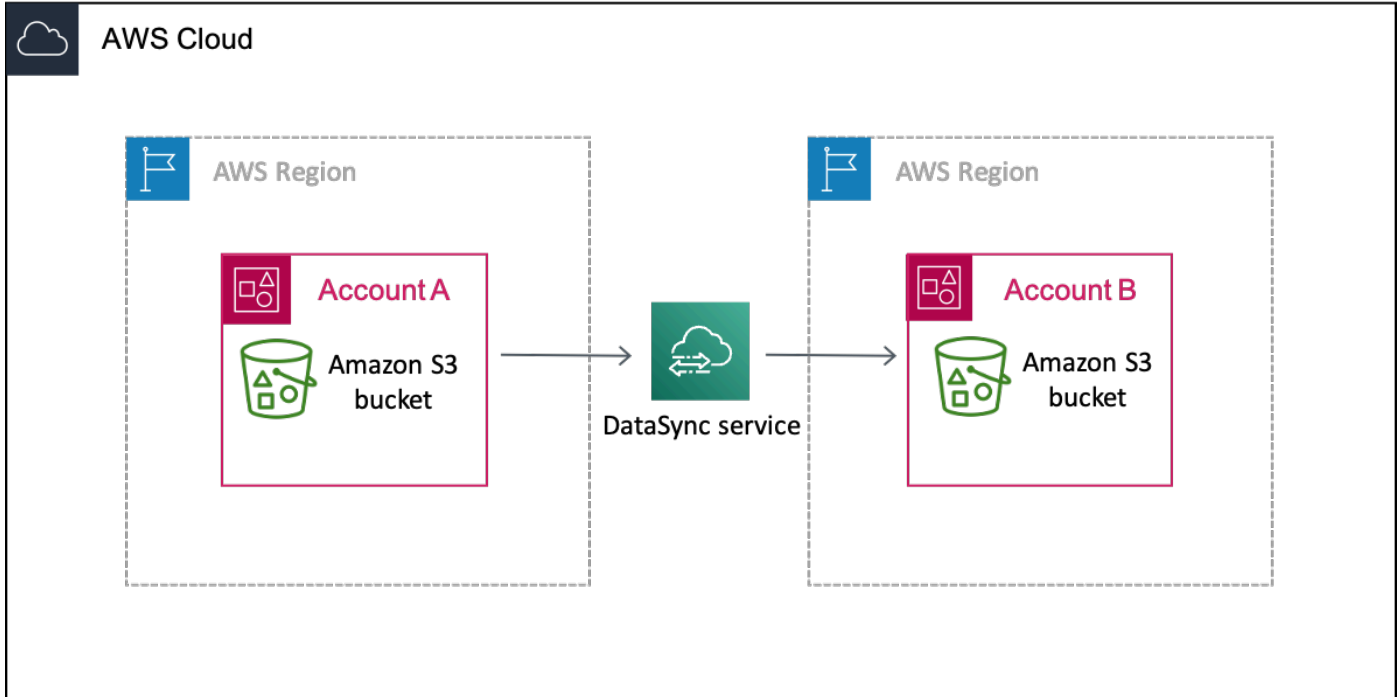 AWS Cloud
AWS Region
AWS Region
Account A
Account B
Amazon S3
bucket
Amazon S3
bucket
DataSync service